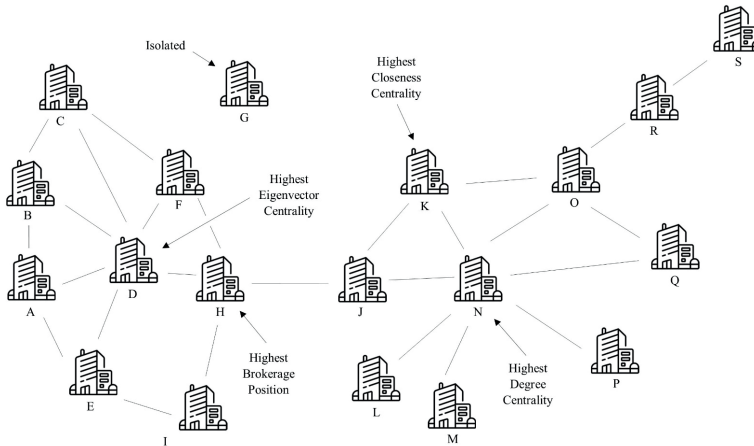 S
Isolated
Highest
Closeness
Centrality
G
C
R
K
O
B
F
Highest
Eigenvector
Centrality
D
Q
A
H
J
N
Highest
Brokerage
Position
Highest
Degree
Centrality
P
E
L
I
M